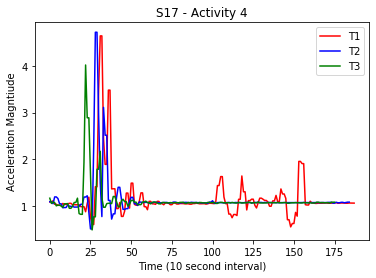 S17 - Activity 4
T1
T2
T3
4
3
2
1
Acceleration Magntiude
0
25
50
75
100
125
150
175
Time (10 second interval)